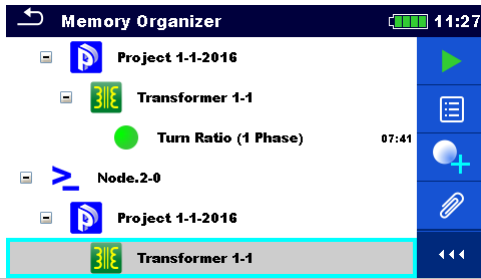 Memory Organizer 11:27
Project 1-1-2016
Transformer 1-1
Turn Ratio (1 Phase) 07:41
Node.2-0
Project 1-1-2016
Transformer 1-1